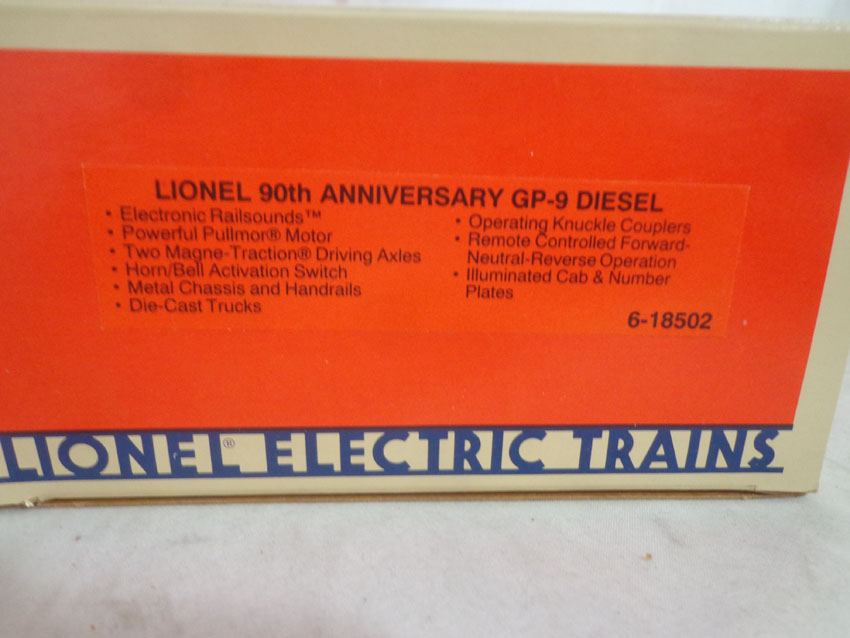 LIONEL 90th ANNIVERSARY GP-9 DIESEL
• Electronic Railsounds™
• Powerful Pullmor® Motor
• Two Magne-Traction® Driving Axles
• Horn/Bell Activation Switch
• Metal Chassis and Handrails
• Die-Cast Trucks
• Operating Knuckle Couplers
• Remote Controlled Forward-
Neutral-Reverse Operation
• Illuminated Cab & Number
Plates
6-18502
LIONEL® ELECTRIC TRAINS